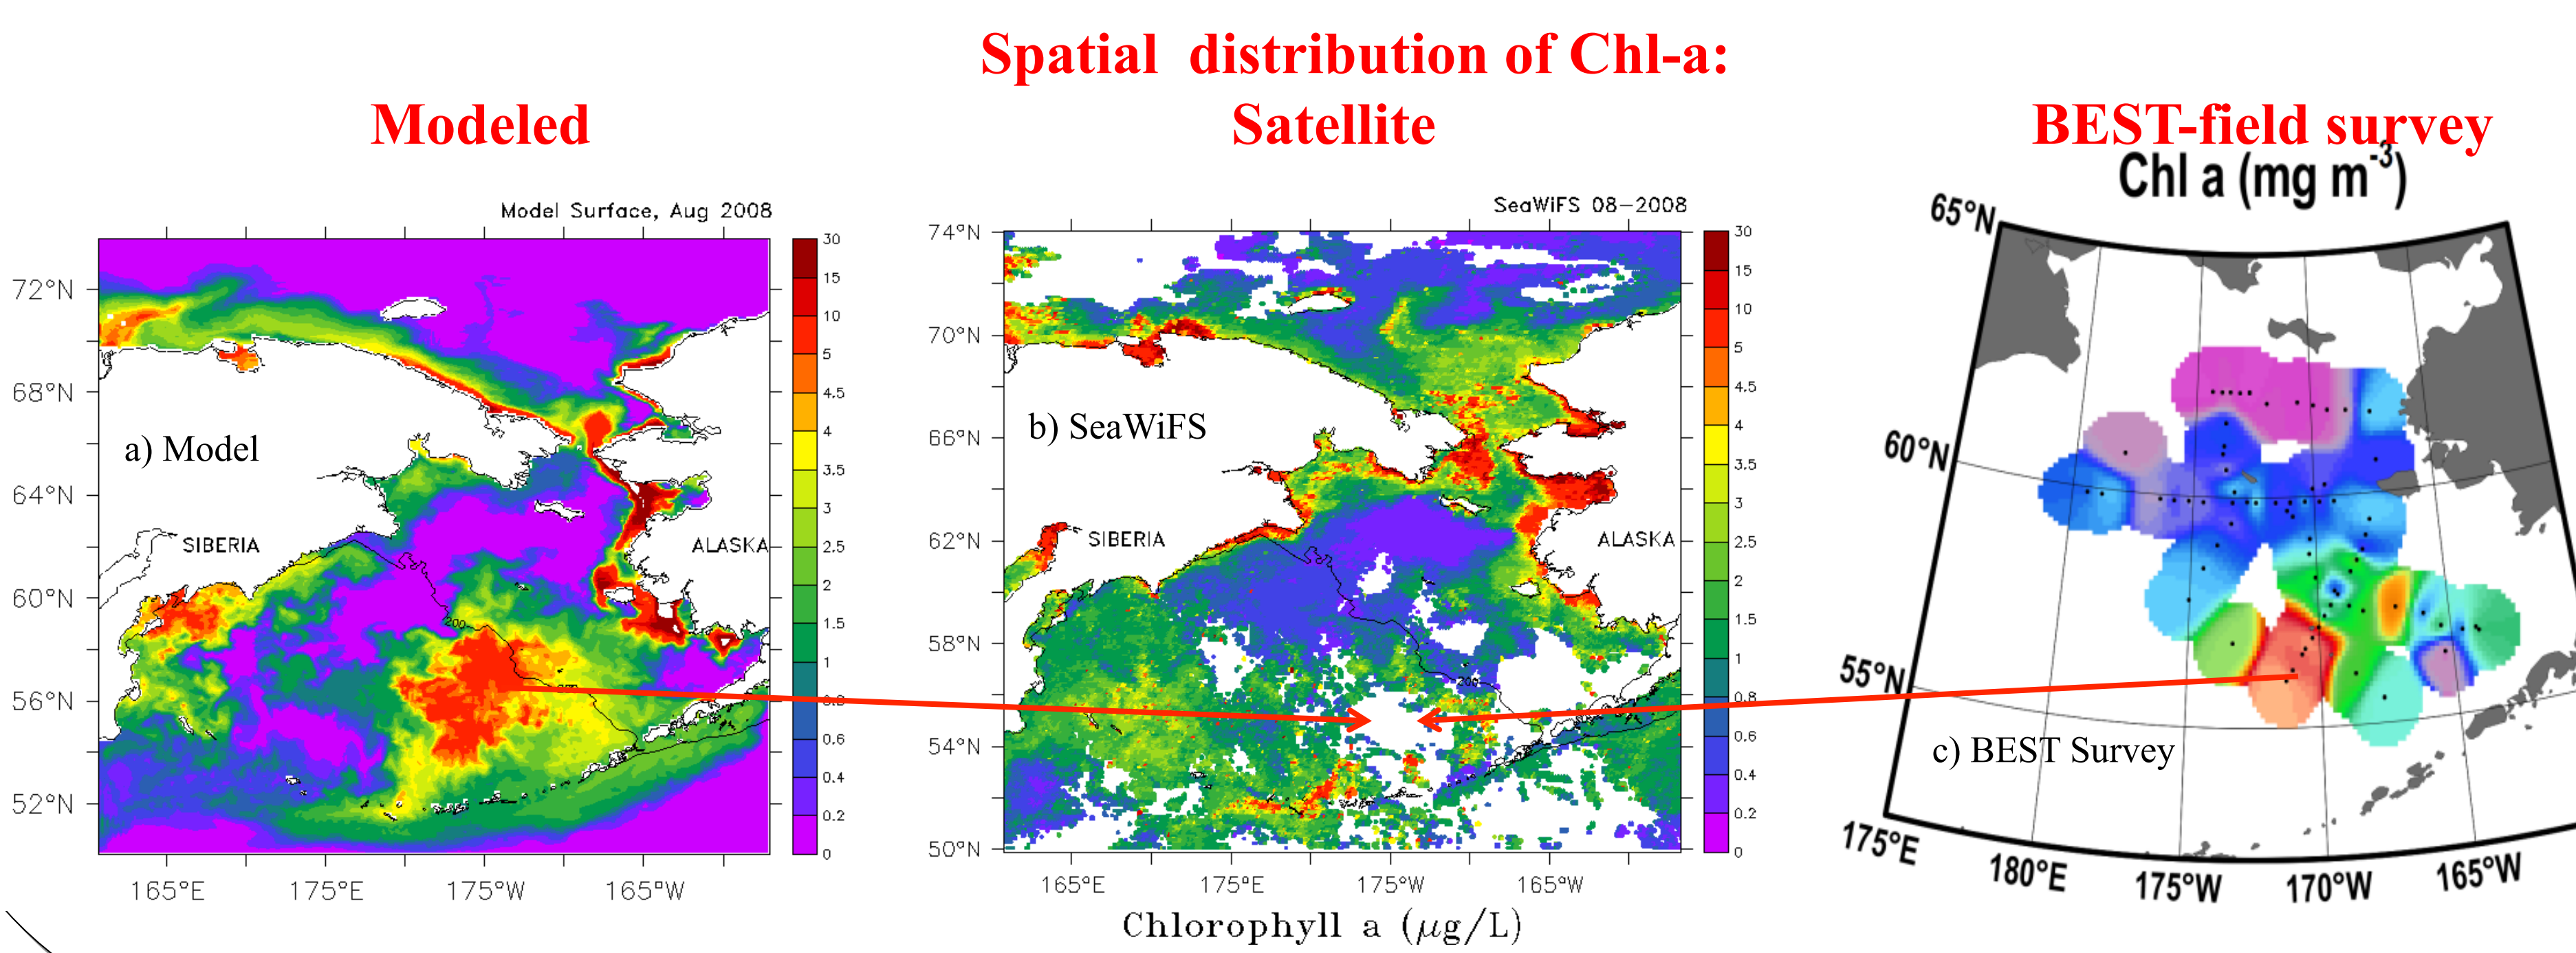 Spatial distribution of Chl-a:
Modeled
Satellite
BEST-field survey
Model Surface, Aug 2008
72°N
68°N
64°N
60°N
56°N
52°N
a) Model
SIBERIA
ALASKA
200
165°E
175°E
175°W
165°W
30
15
10
5
4.5
4
3.5
3
2.5
2
1.5
1
0.8
0.6
0.4
0.2
0
SeaWiFS 08-2008
74°N
70°N
66°N
62°N
58°N
54°N
50°N
b) SeaWiFS
SIBERIA
ALASKA
200
200
165°E
175°E
175°W
165°W
30
15
10
5
4.5
4
3.5
3
2.5
2
1.5
1
0.8
0.6
0.4
0.2
0
Chlorophyll a (µg/L)
Chl a (mg m-3)
65°N
60°N
55°N
c) BEST Survey
175°E
180°E
175°W
170°W
165°W